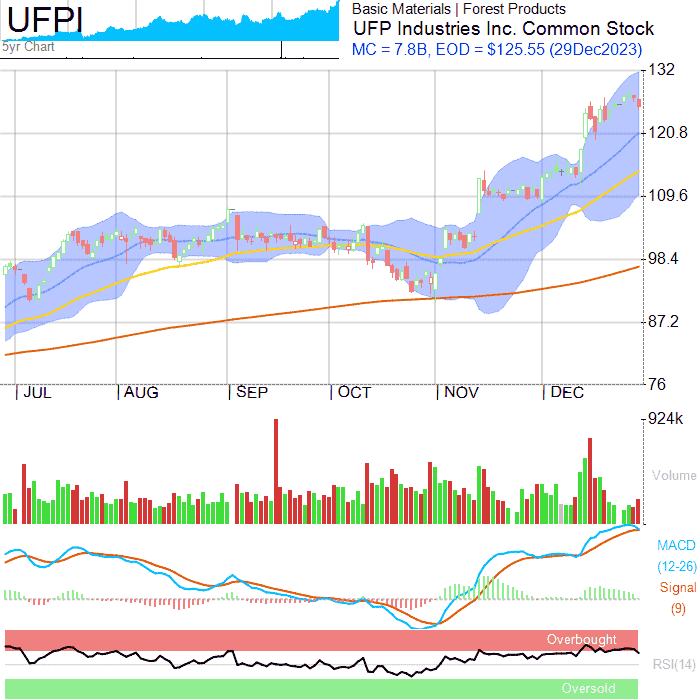 UFPI
5yr Chart
Basic Materials | Forest Products
UFP Industries Inc. Common Stock
MC = 7.8B, EOD = $125.55 (29Dec2023)
132
120.8
109.6
98.4
87.2
76
JUL AUG SEP OCT NOV DEC
924k
Volume
MACD
(12-26)
Signal
(9)
Overbought
RSI(14)
Oversold